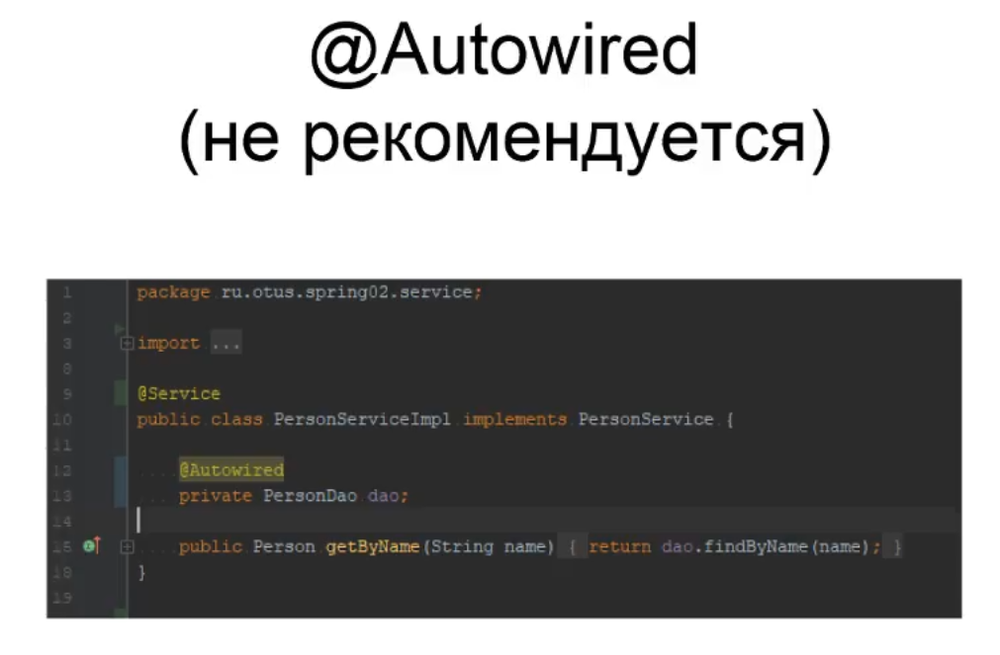 @Autowired
(не рекомендуется)
1 package ru.otus.spring02.service;
2
3 import ...
8
9 @Service
10 public class PersonServiceImpl implements PersonService {
11
12 @Autowired
13 private PersonDao dao;
14
15 public Person getByName(String name) { return dao.findByName(name); }
18 }
19